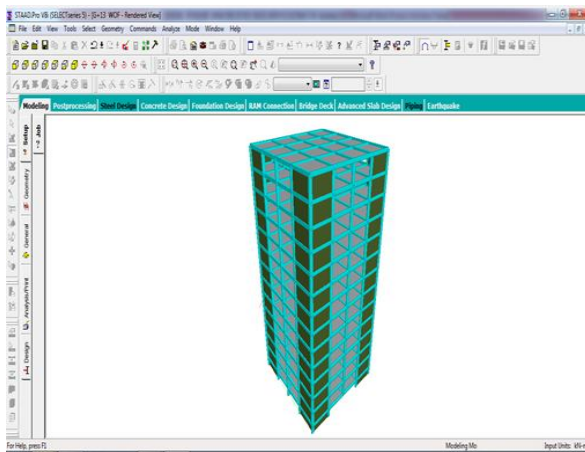 STAAD.Pro V8i (SELECTseries 5) - [G+13 WOF - Rendered View]
File Edit View Tools Select Geometry Commands Analyze Mode Window Help
Modeling Postprocessing Steel Design Concrete Design Foundation Design RAM Connection Bridge Deck Advanced Slab Design Piping Earthquake
Setup
Job
Geometry
General
Analysis/Print
Design
For Help, press F1 Modeling Mo Input Units: kN-m